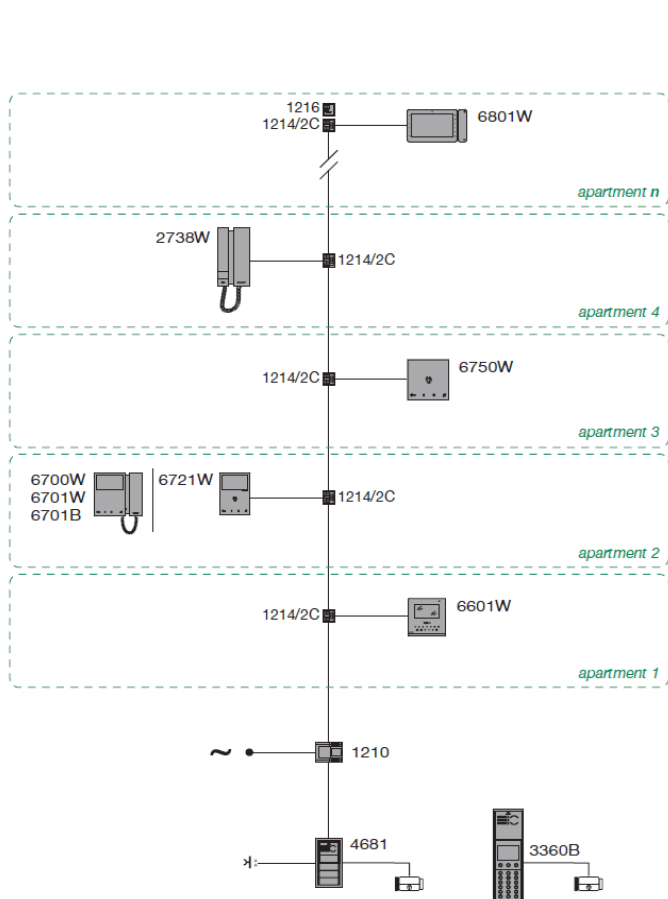 1216
1214/2C
6801W
apartment n
2738W
1214/2C
apartment 4
1214/2C
6750W
apartment 3
6700W
6701W
6701B
6721W
1214/2C
apartment 2
1214/2C
6601W
apartment 1
~
1210
4681
3360B